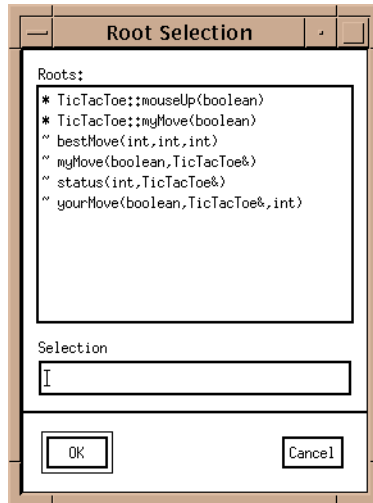 Root Selection
Roots:
* TicTacToe::mouseUp(boolean)
* TicTacToe::myMove(boolean)
~ bestMove(int,int,int)
~ myMove(boolean,TicTacToe&)
~ status(int,TicTacToe&)
~ yourMove(boolean,TicTacToe&,int)
Selection
OK Cancel